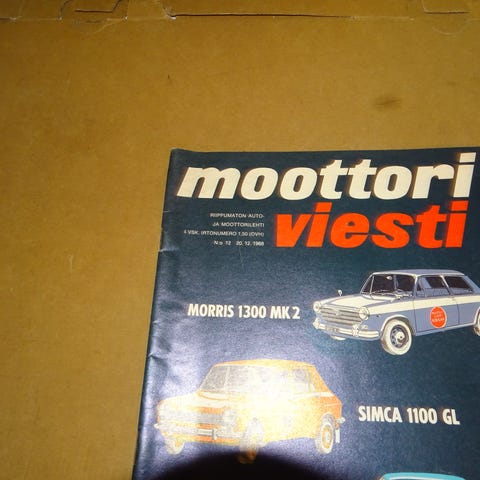 moottori
viesti
RIIPPUMATON AUTO-
JA MOOTTORILEHTI
4 VSK. IRTONUMERO 1,50 (OVH)
N:o 12 20. 12. 1968
MORRIS 1300 MK 2
SIMCA 1100 GL